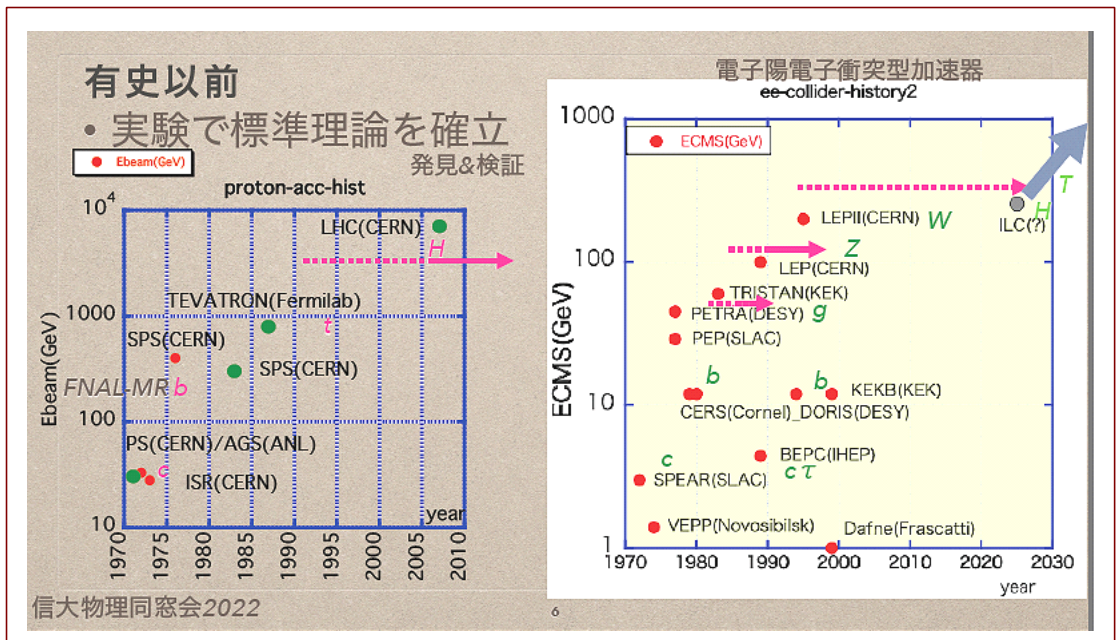 有史以前
• 実験で標準理論を確立
発見&検証
Ebeam(GeV)
proton-acc-hist
10⁴
1000
100
10
Ebeam(GeV)
LHC(CERN)
H
TEVATRON(Fermilab)
t
SPS(CERN)
SPS(CERN)
FNAL-MR b
PS(CERN)/AGS(ANL)
c
ISR(CERN)
year
1970 1975 1980 1985 1990 1995 2000 2005 2010
電子陽電子衝突型加速器
ee-collider-history2
ECMS(GeV)
1000
100
10
1
ECMS(GeV)
T
H
ILC(?)
LEPII(CERN) W
Z
LEP(CERN)
TRISTAN(KEK)
PETRA(DESY) g
PEP(SLAC)
b
b
KEKB(KEK)
CERS(Cornel)_DORIS(DESY)
BEPC(IHEP)
c
c τ
SPEAR(SLAC)
VEPP(Novosibilsk)
Dafne(Frascatti)
1970 1980 1990 2000 2010 2020 2030
year
信大物理同窓会2022
6